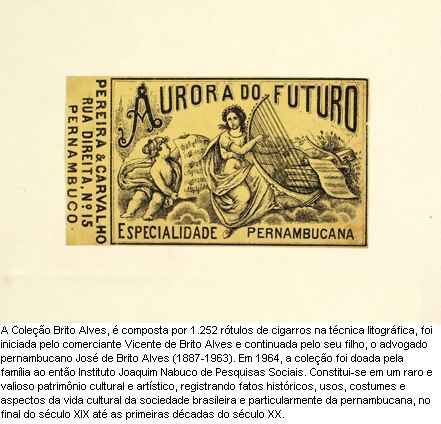 PEREIRA & CARVALHO
RUA DIREITA, Nº 15
PERNAMBUCO.
AURORA DO FUTURO
ESPECIALIDADE PERNAMBUCANA
A Coleção Brito Alves, é composta por 1.252 rótulos de cigarros na técnica litográfica, foi
iniciada pelo comerciante Vicente de Brito Alves e continuada pelo seu filho, o advogado
pernambucano José de Brito Alves (1887-1963). Em 1964, a coleção foi doada pela
família ao então Instituto Joaquim Nabuco de Pesquisas Sociais. Constitui-se em um raro e
valioso patrimônio cultural e artístico, registrando fatos históricos, usos, costumes e
aspectos da vida cultural da sociedade brasileira e particularmente da pernambucana, no
final do século XIX até as primeiras décadas do século XX.